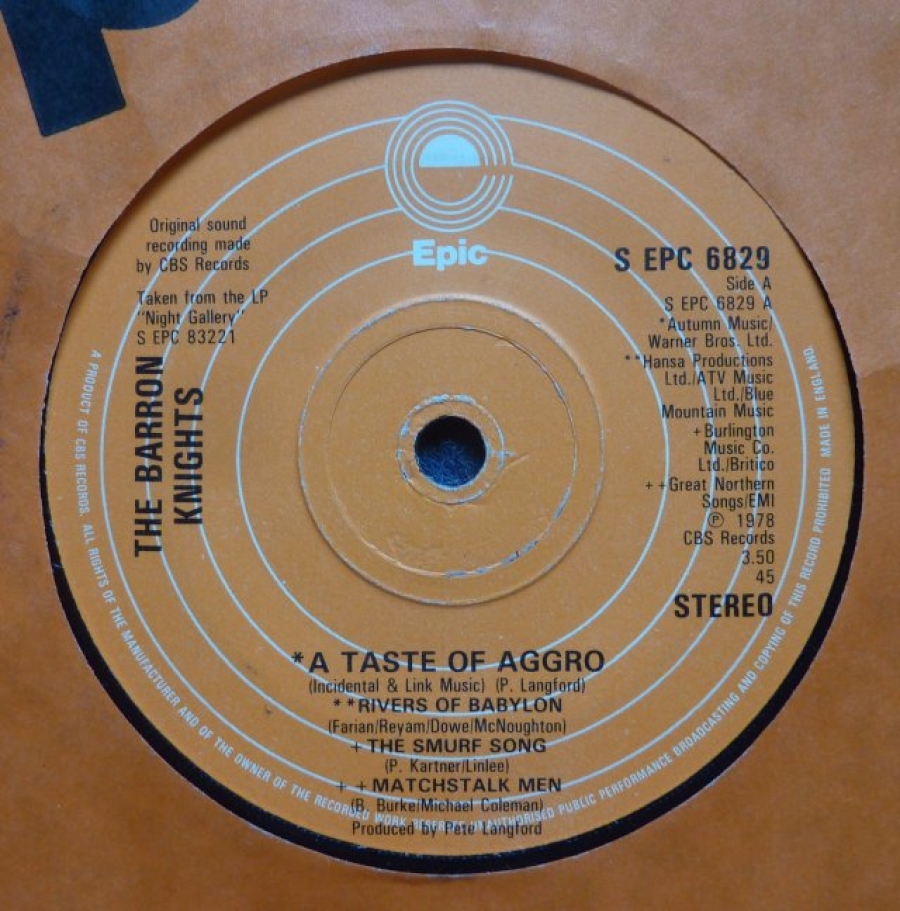 Epic
Original sound
recording made
by CBS Records
Taken from the LP
"Night Gallery"
S EPC 83221
THE BARRON
KNIGHTS
S EPC 6829
Side A
S EPC 6829 A
*Autumn Music/
Warner Bros. Ltd.
**Hansa Productions
Ltd./ATV Music
Ltd./Blue
Mountain Music
+Burlington
Music Co.
Ltd./Britico
++Great Northern
Songs/EMI
℗ 1978
CBS Records
3.50
45
STEREO
*A TASTE OF AGGRO
(Incidental & Link Music) (P. Langford)
**RIVERS OF BABYLON
(Farian/Reyam/Dowe/McNoughton)
+THE SMURF SONG
(P. Kartner/Linlee)
++MATCHSTALK MEN
(B. Burke/Michael Coleman)
Produced by Pete Langford
A PRODUCT OF CBS RECORDS. ALL RIGHTS OF THE MANUFACTURER AND OF THE OWNER OF THE RECORDED WORK RESERVED. UNAUTHORISED PUBLIC PERFORMANCE BROADCASTING AND COPYING OF THIS RECORD PROHIBITED MADE IN ENGLAND.